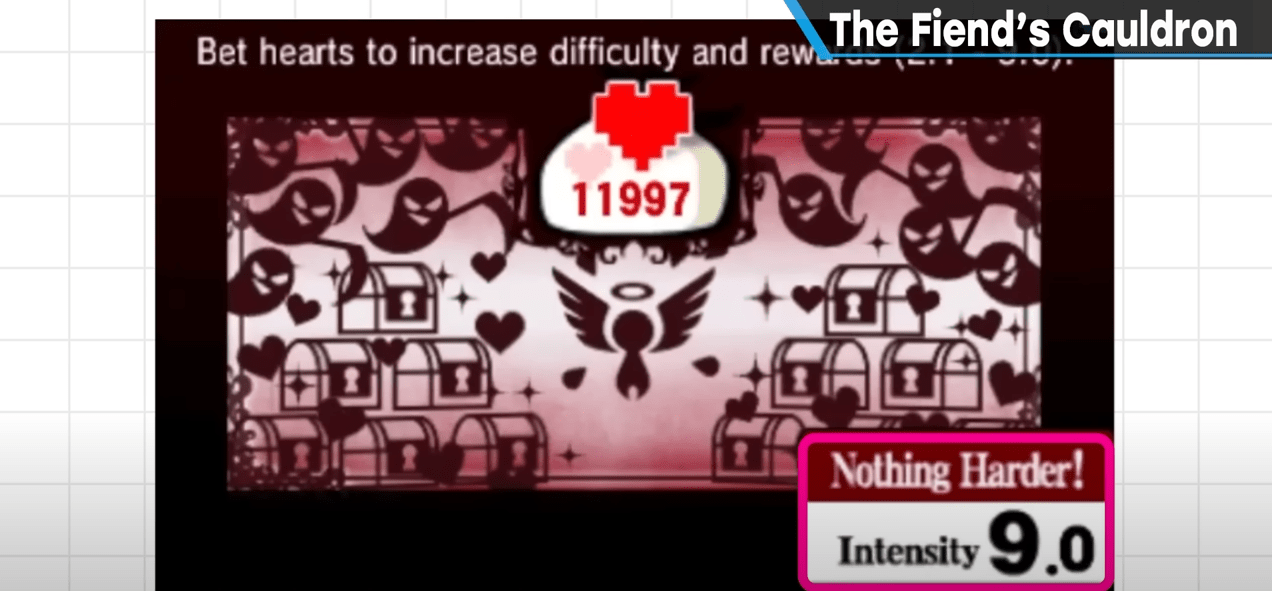 The Fiend's Cauldron
Bet hearts to increase difficulty and rewards
11997
Nothing Harder!
Intensity 9.0